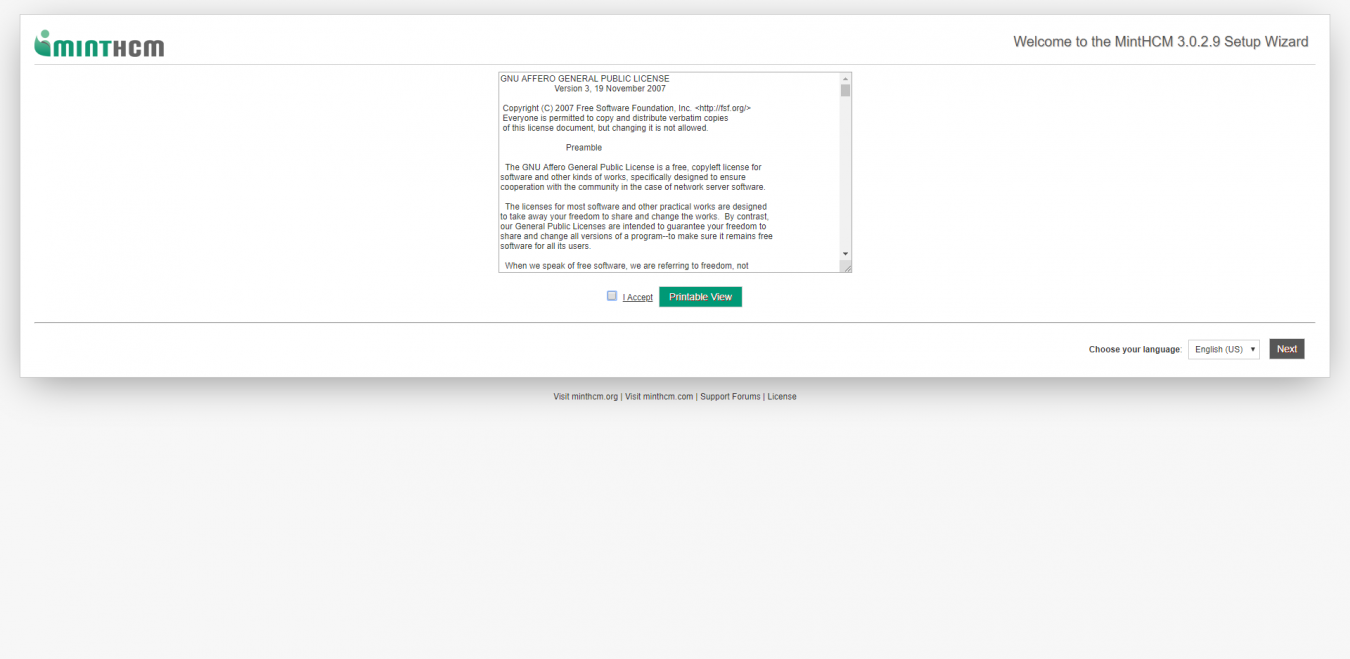 MINTHCM
Welcome to the MintHCM 3.0.2.9 Setup Wizard
GNU AFFERO GENERAL PUBLIC LICENSE
Version 3, 19 November 2007
Copyright (C) 2007 Free Software Foundation, Inc. <http://fsf.org/>
Everyone is permitted to copy and distribute verbatim copies
of this license document, but changing it is not allowed.
Preamble
The GNU Affero General Public License is a free, copyleft license for
software and other kinds of works, specifically designed to ensure
cooperation with the community in the case of network server software.
The licenses for most software and other practical works are designed
to take away your freedom to share and change the works.  By contrast,
our General Public Licenses are intended to guarantee your freedom to
share and change all versions of a program--to make sure it remains free
software for all its users.
When we speak of free software, we are referring to freedom, not
I Accept
Printable View
Choose your language:
English (US)
Next
Visit minthcm.org | Visit minthcm.com | Support Forums | License